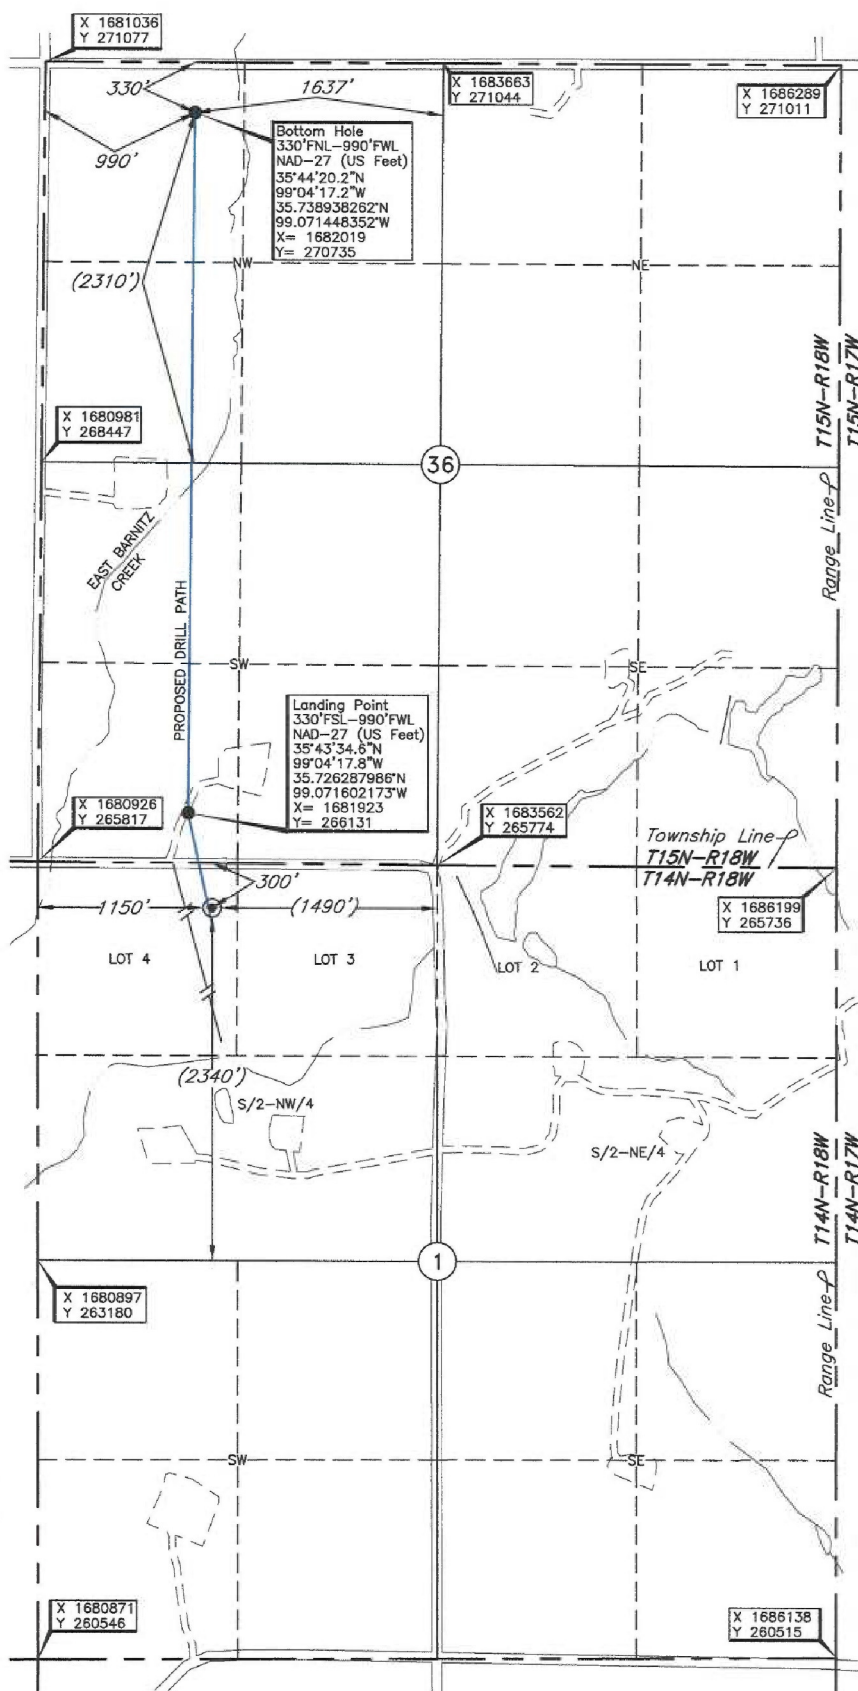 X 1681036
Y 271077
330'
1637'
X 1683663
Y 271044
X 1686289
Y 271011
990'
Bottom Hole
330'FNL-990'FWL
NAD-27 (US Feet)
35°44'20.2"N
99°04'17.2"W
35.738938262°N
99.071448352°W
X= 1682019
Y= 270735
NW
NE
(2310')
T15N-R18W
T15N-R17W
X 1680981
Y 268447
36
Range Line
EAST BARNITZ
CREEK
PROPOSED DRILL PATH
SW
SE
Landing Point
330'FSL-990'FWL
NAD-27 (US Feet)
35°43'34.6"N
99°04'17.8"W
35.726287986°N
99.071602173°W
X= 1681923
Y= 266131
X 1680926
Y 265817
X 1683562
Y 265774
Township Line
T15N-R18W
T14N-R18W
300'
1150'
(1490')
X 1686199
Y 265736
LOT 4
LOT 3
LOT 2
LOT 1
(2340')
S/2-NW/4
S/2-NE/4
T14N-R18W
T14N-R17W
1
X 1680897
Y 263180
Range Line
SW
SE
X 1680871
Y 260546
X 1686138
Y 260515